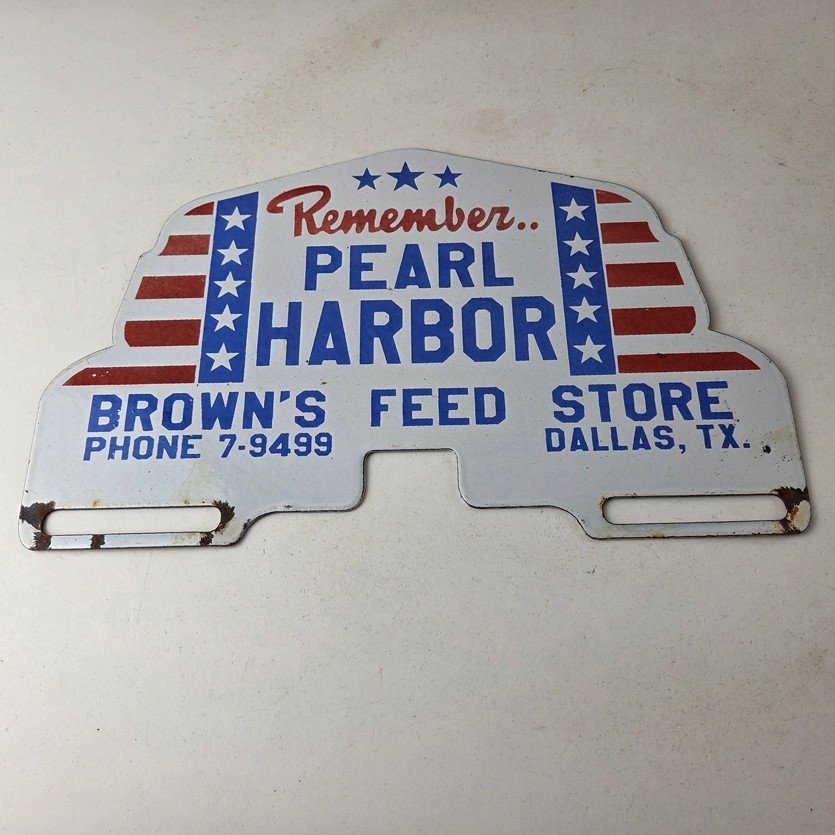 Remember..
PEARL
HARBOR
BROWN'S FEED STORE
PHONE 7-9499 DALLAS, TX.